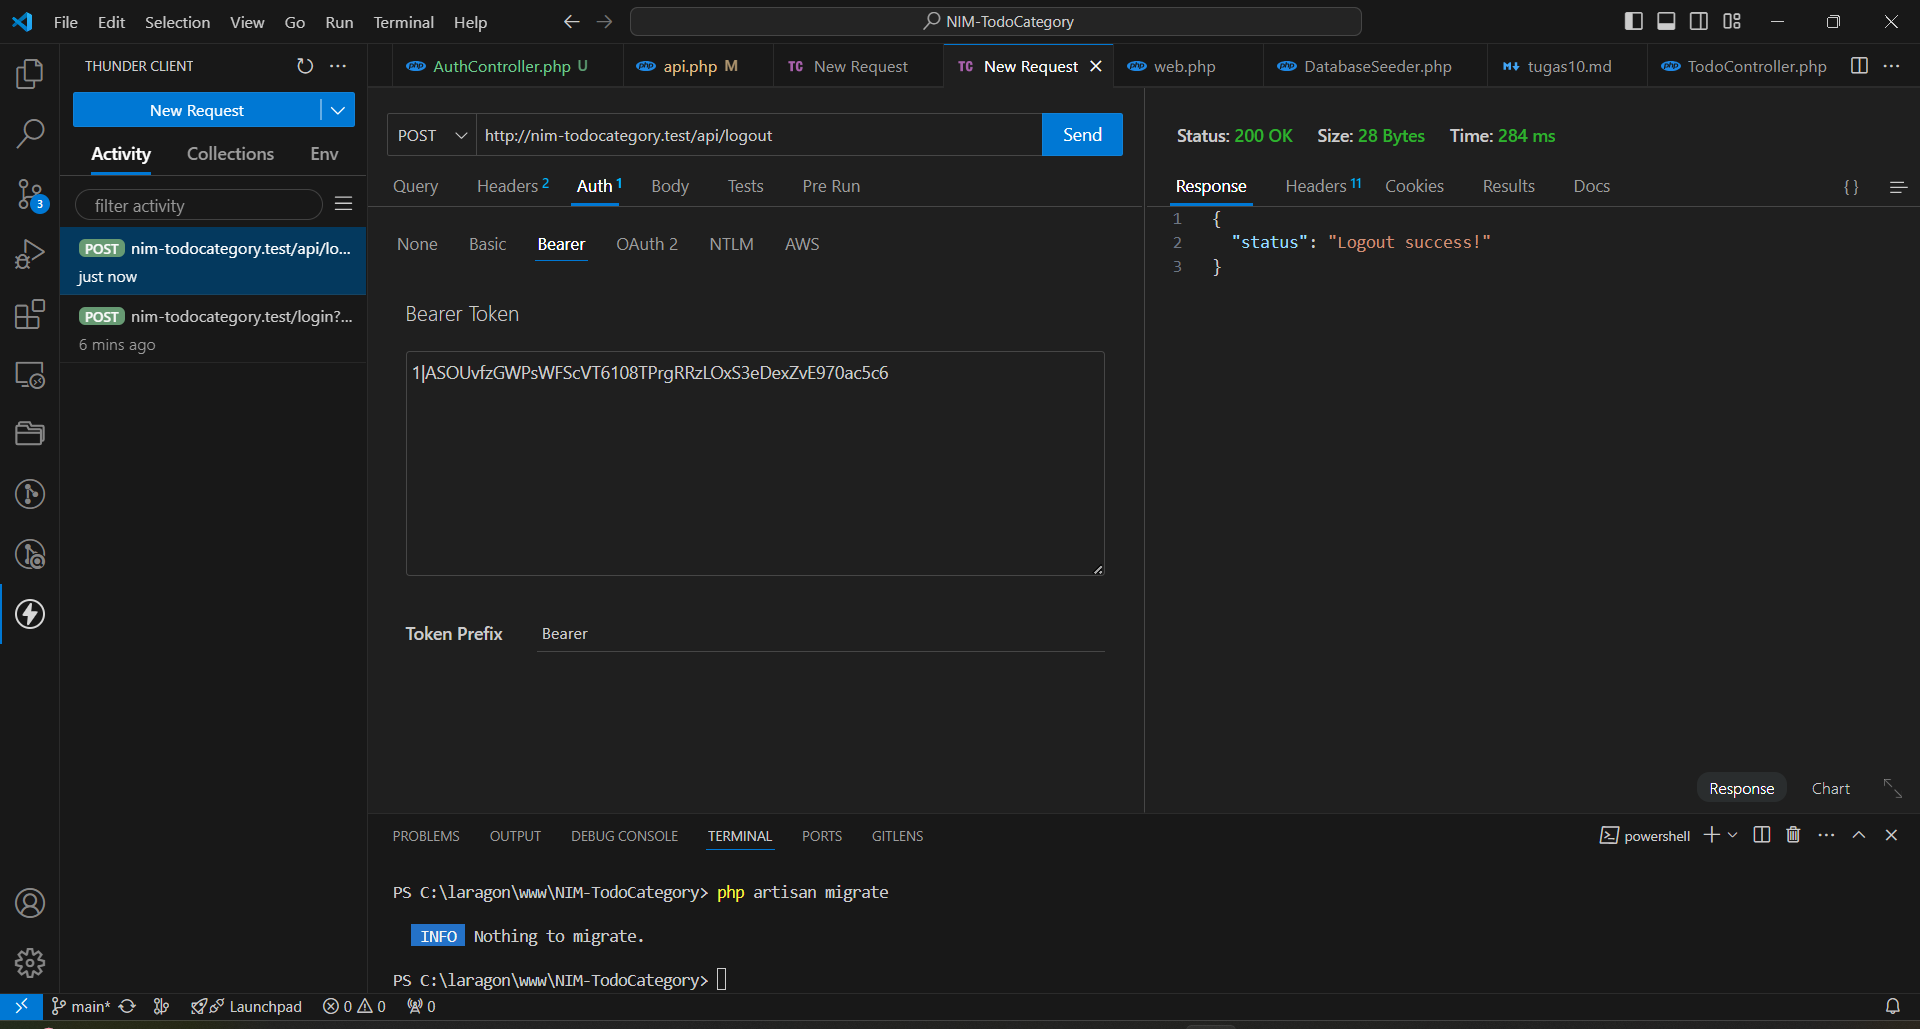 File Edit Selection View Go Run Terminal Help
NIM-TodoCategory
THUNDER CLIENT
New Request
Activity Collections Env
filter activity
POST nim-todocategory.test/api/lo...
just now
POST nim-todocategory.test/login?...
6 mins ago
3
php AuthController.php U
php api.php M
TC New Request
TC New Request
php web.php
php DatabaseSeeder.php
M tugas10.md
php TodoController.php
POST http://nim-todocategory.test/api/logout Send
Query Headers 2 Auth 1 Body Tests Pre Run
None Basic Bearer OAuth 2 NTLM AWS
Bearer Token
1|ASOUvfzGWPsWFScVT6108TPrgRRzLOxS3eDexZvE970ac5c6
Token Prefix Bearer
Status: 200 OK Size: 28 Bytes Time: 284 ms
Response Headers 11 Cookies Results Docs { }
1 {
2 "status": "Logout success!"
3 }
Response Chart
PROBLEMS OUTPUT DEBUG CONSOLE TERMINAL PORTS GITLENS
powershell
PS C:\laragon\www\NIM-TodoCategory> php artisan migrate
INFO Nothing to migrate.
PS C:\laragon\www\NIM-TodoCategory>
main* Launchpad 0 0 0